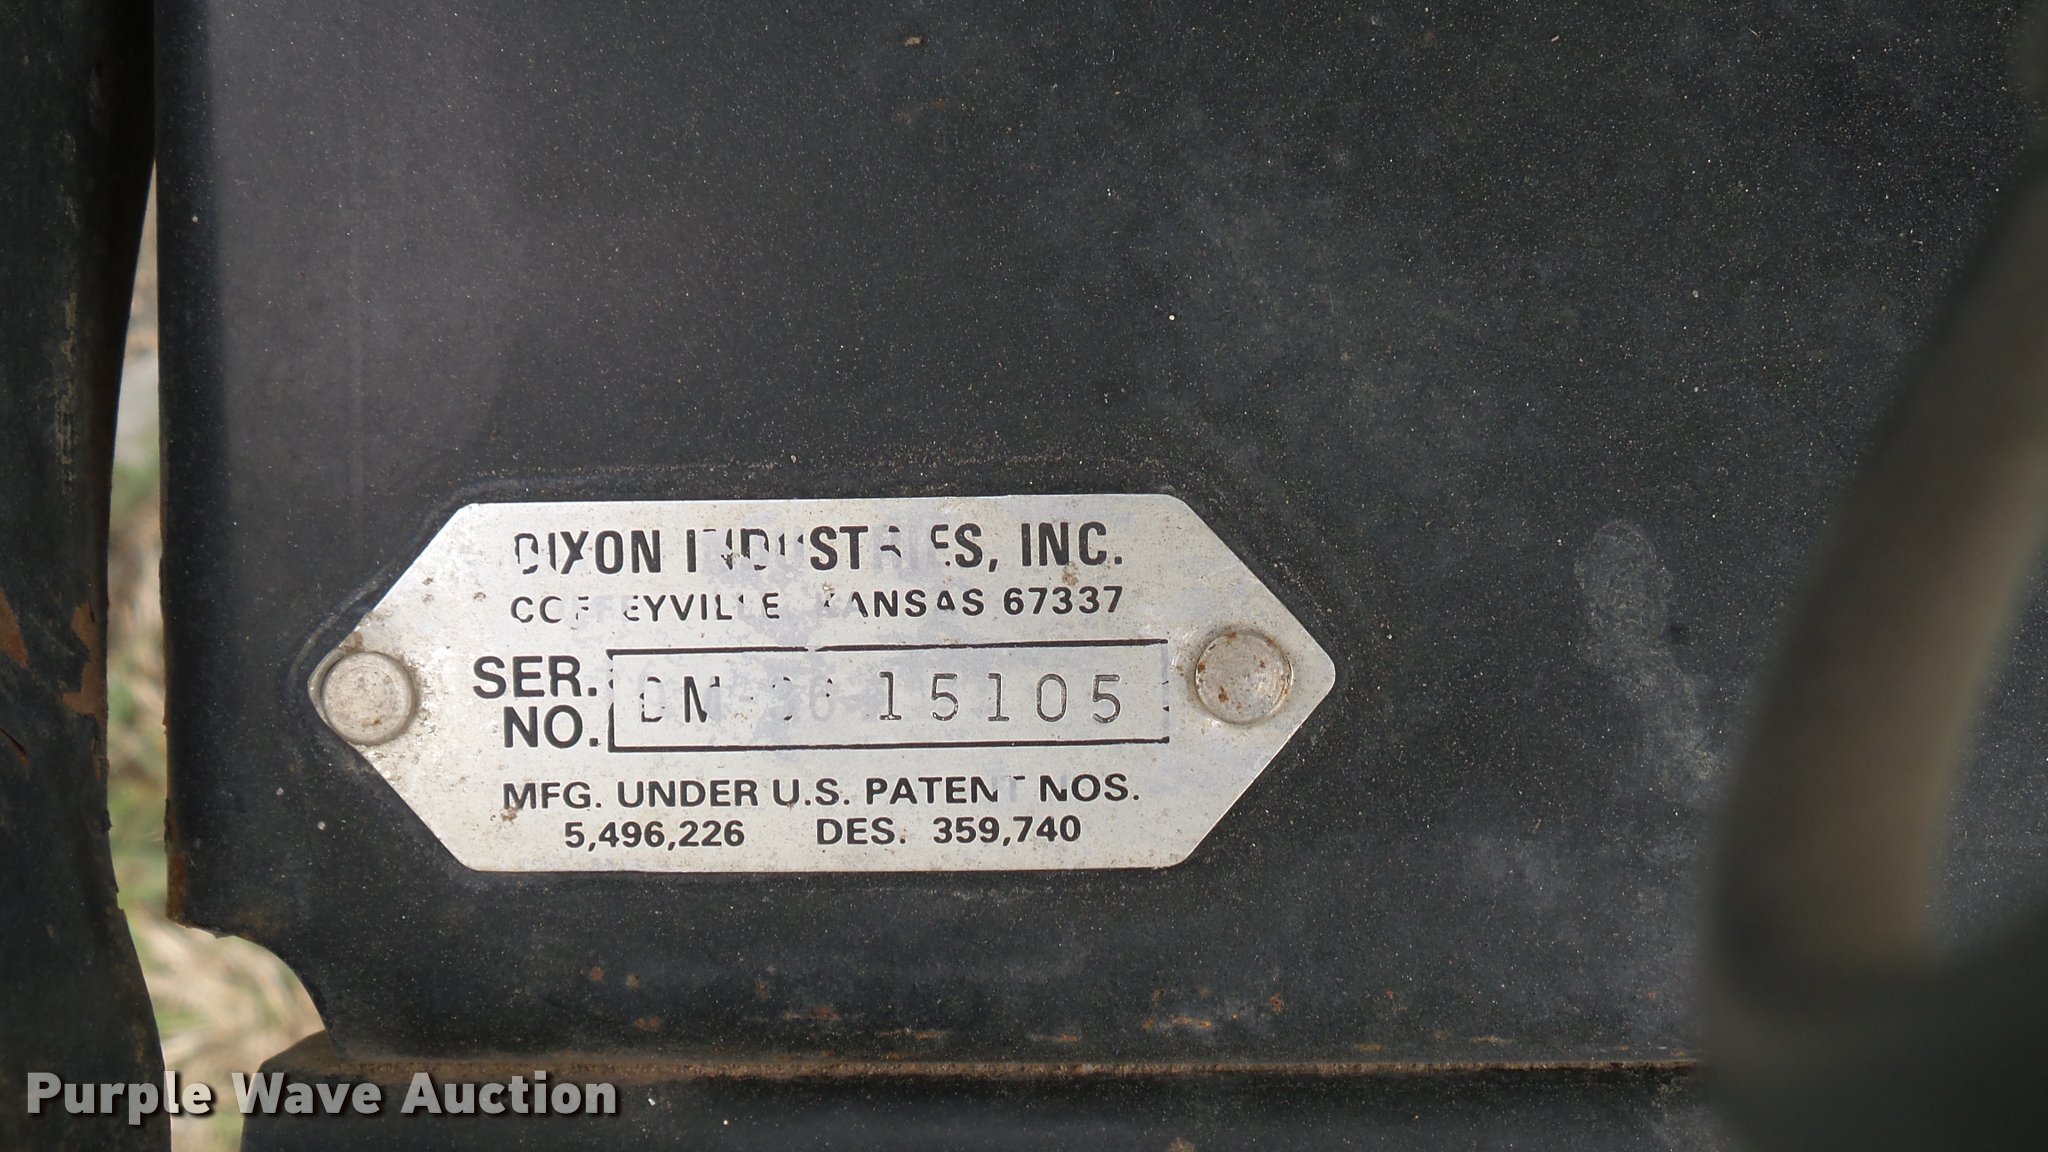 DIXON INDUSTRIES, INC.
COFFEYVILLE, KANSAS 67337
SER. NO. 15105
MFG. UNDER U.S. PATENT NOS.
5,496,226 DES. 359,740
Purple Wave Auction